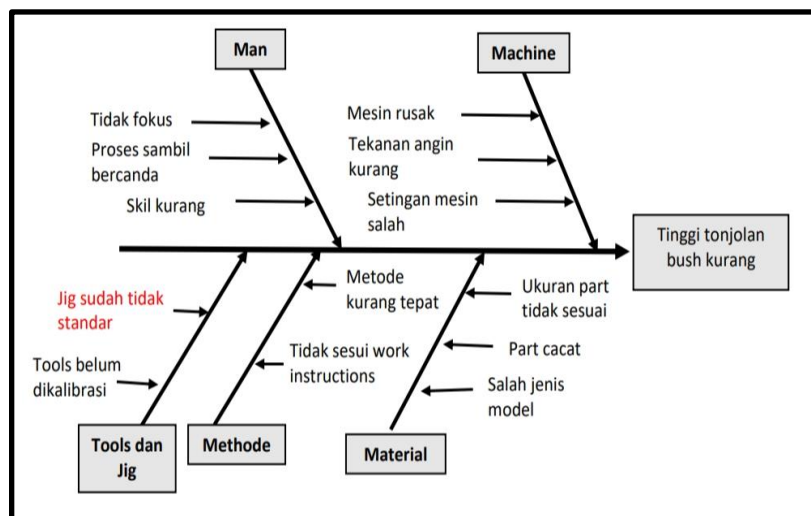 Man
Machine
Tidak fokus
Proses sambil
bercanda
Skil kurang
Mesin rusak
Tekanan angin
kurang
Setingan mesin
salah
Tinggi tonjolan
bush kurang
Jig sudah tidak
standar
Tools belum
dikalibrasi
Metode
kurang tepat
Tidak sesui work
instructions
Ukuran part
tidak sesuai
Part cacat
Salah jenis
model
Tools dan
Jig
Methode
Material